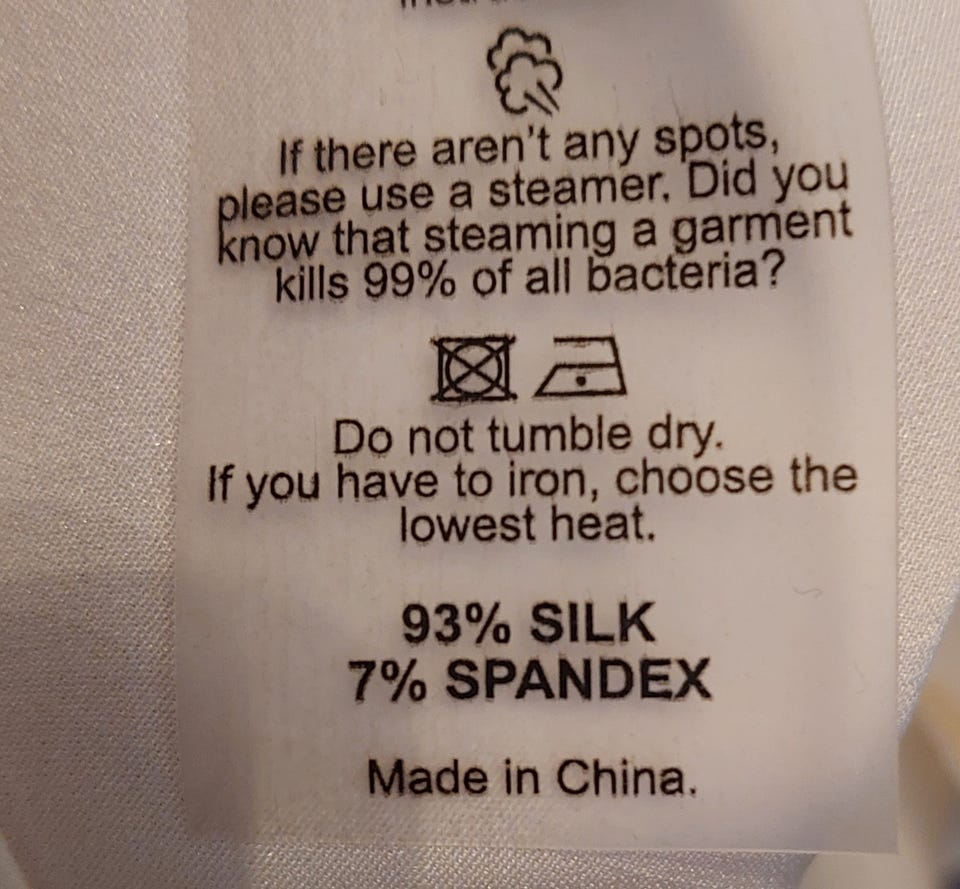 If there aren't any spots,
please use a steamer. Did you
know that steaming a garment
kills 99% of all bacteria?
Do not tumble dry.
If you have to iron, choose the
lowest heat.
93% SILK
7% SPANDEX
Made in China.